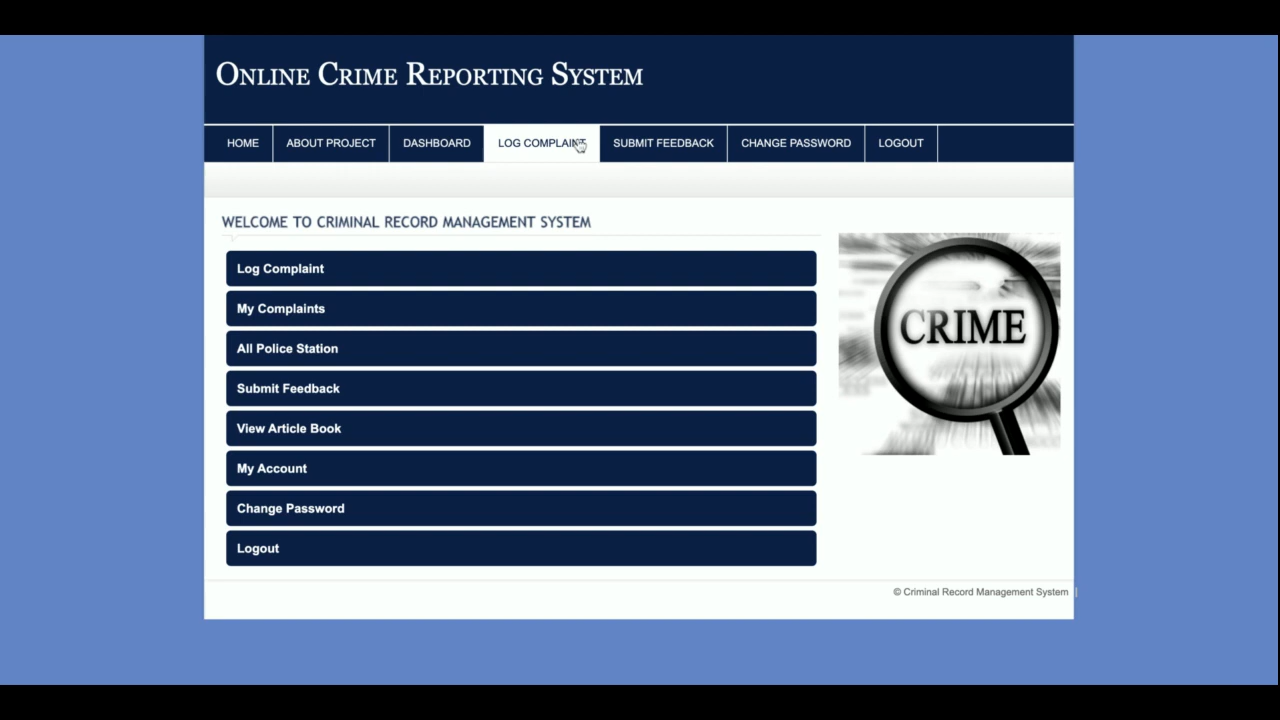 Online Crime Reporting System
HOME
ABOUT PROJECT
DASHBOARD
LOG COMPLAINT
SUBMIT FEEDBACK
CHANGE PASSWORD
LOGOUT
WELCOME TO CRIMINAL RECORD MANAGEMENT SYSTEM
Log Complaint
My Complaints
All Police Station
Submit Feedback
View Article Book
My Account
Change Password
Logout
CRIME
© Criminal Record Management System |